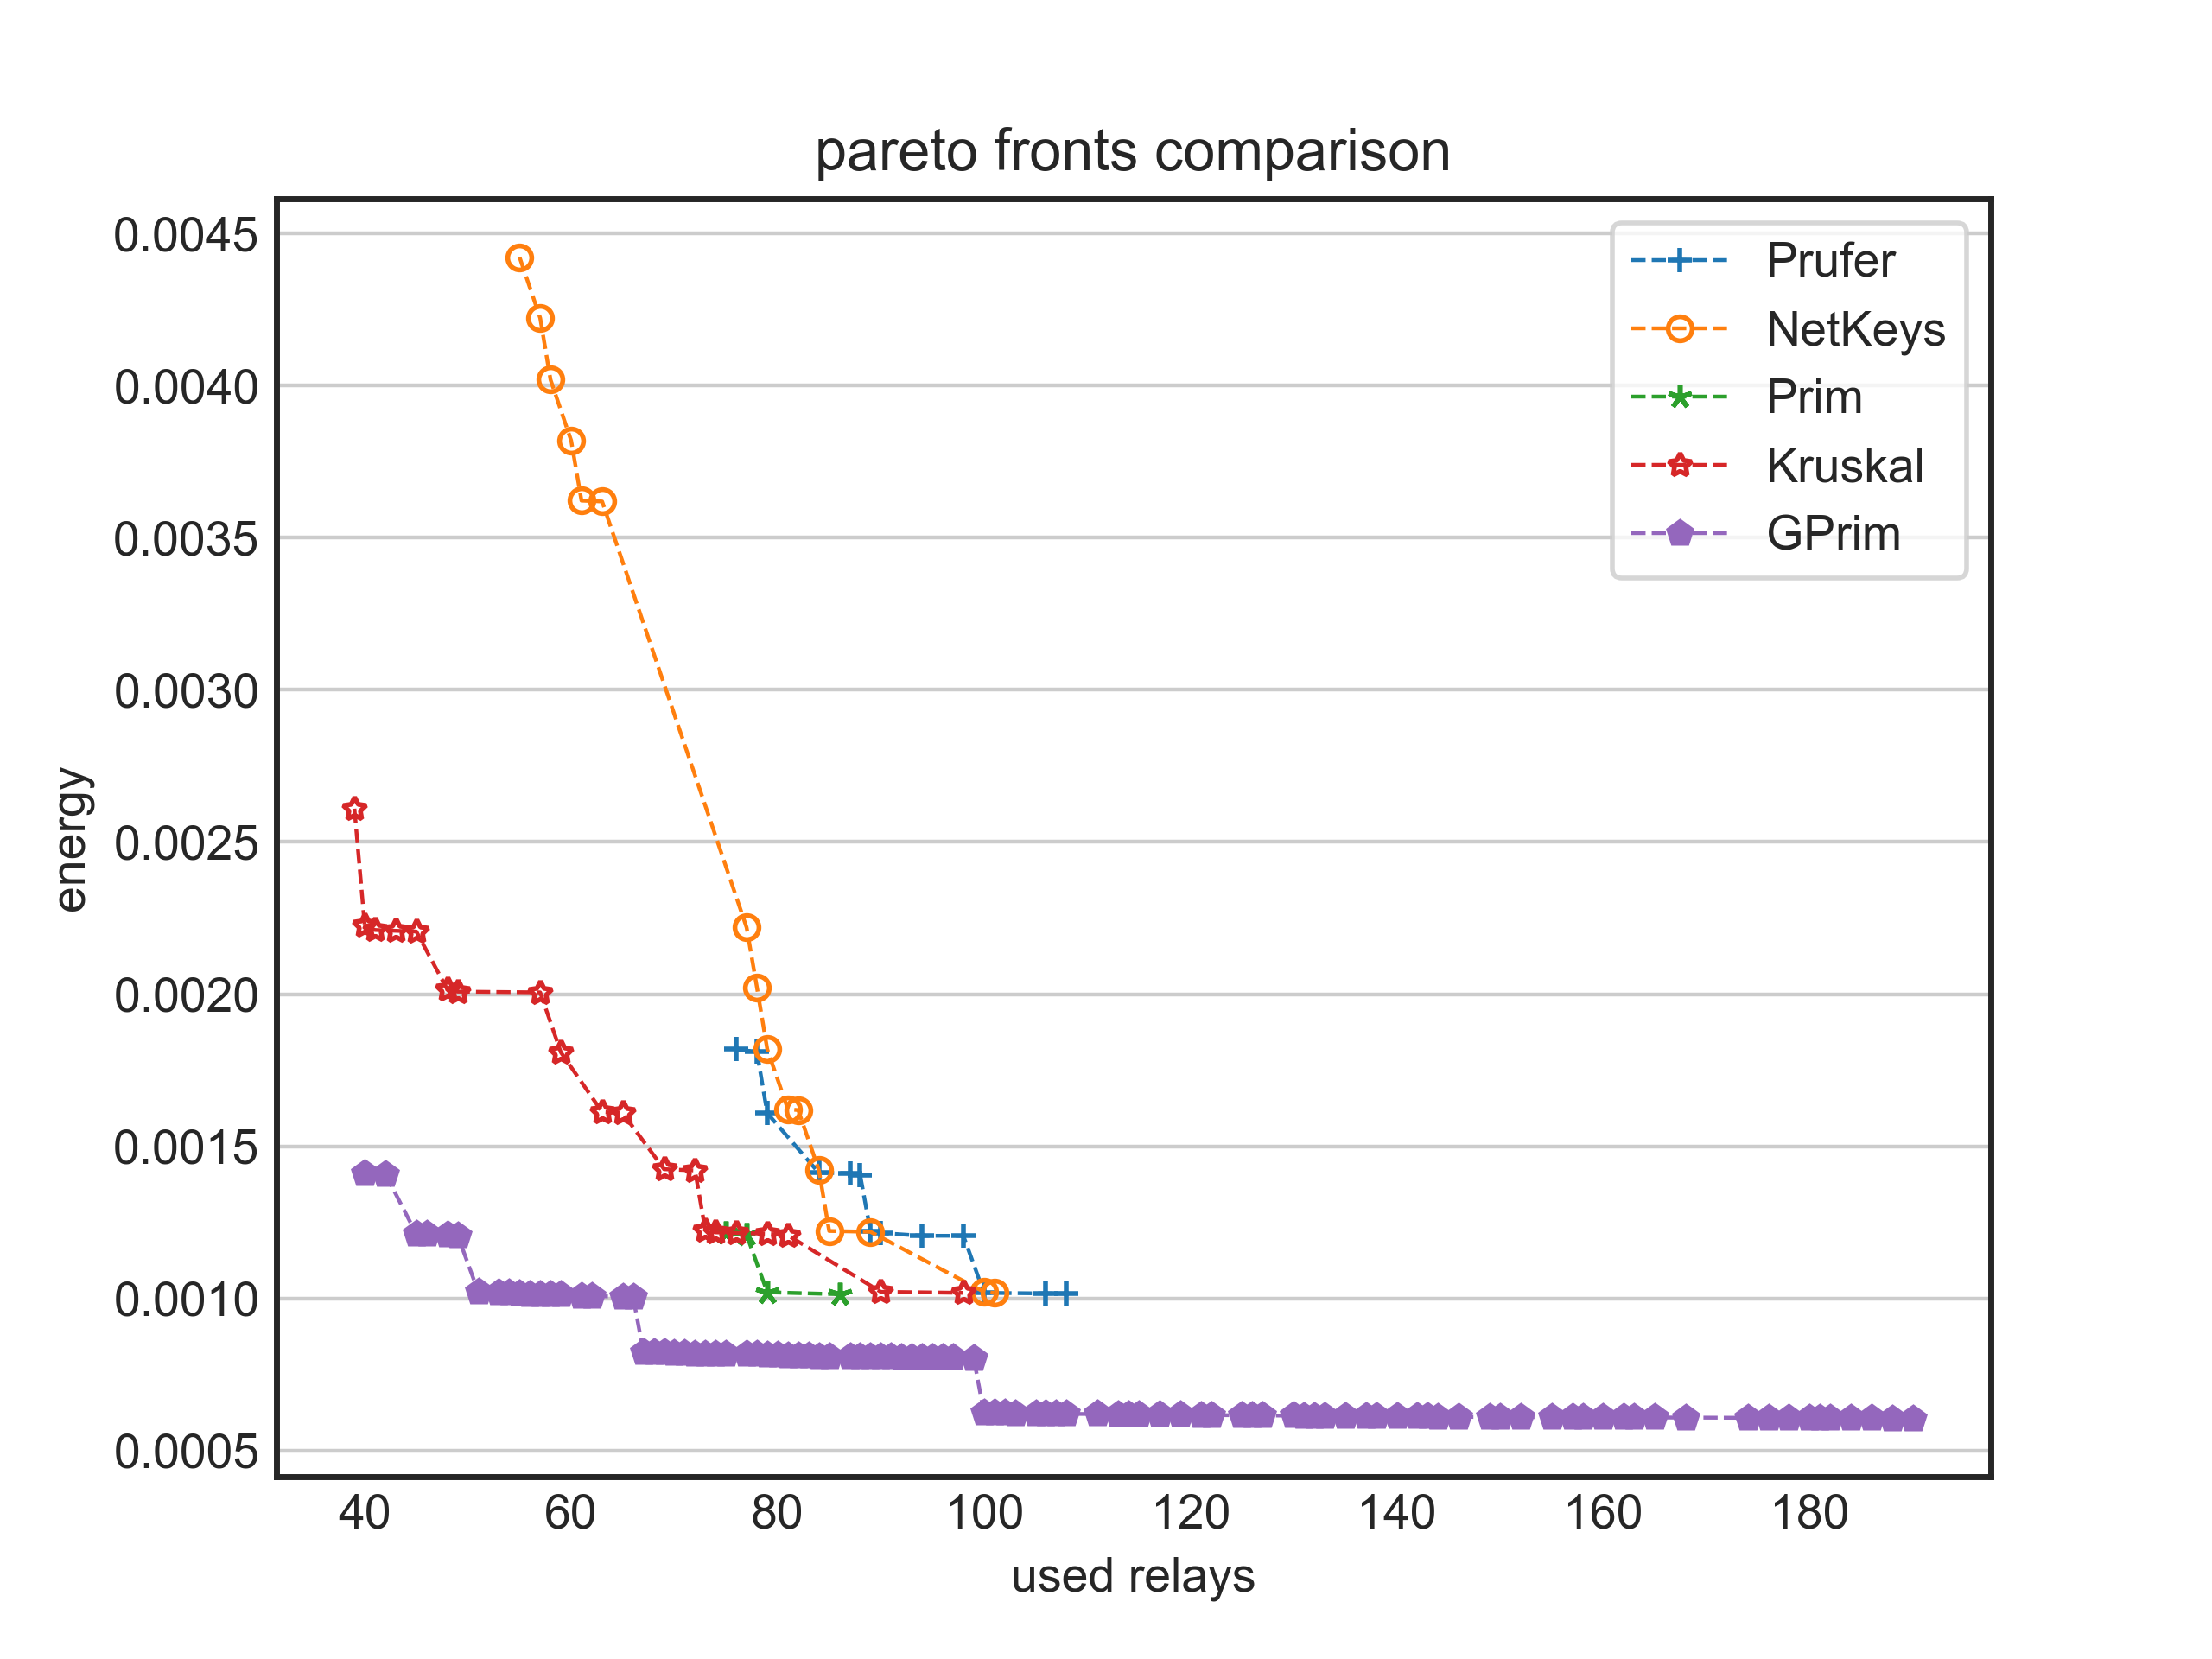 pareto fronts comparison
0.0045
0.0040
0.0035
0.0030
0.0025
0.0020
0.0015
0.0010
0.0005
energy
Prufer
NetKeys
Prim
Kruskal
GPrim
40 60 80 100 120 140 160 180
used relays